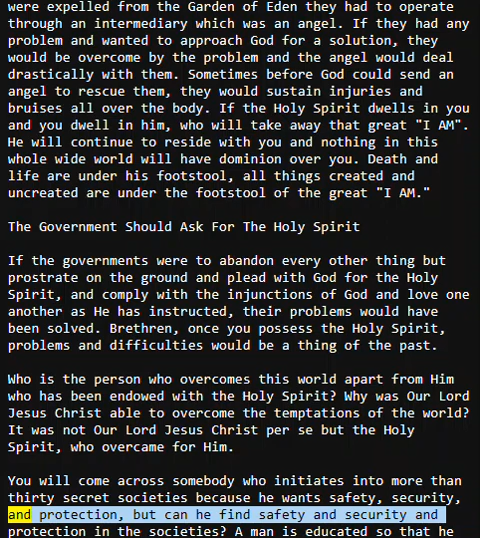 were expelled from the Garden of Eden they had to operate
through an intermediary which was an angel. If they had any
problem and wanted to approach God for a solution, they
would be overcome by the problem and the angel would deal
drastically with them. Sometimes before God could send an
angel to rescue them, they would sustain injuries and
bruises all over the body. If the Holy Spirit dwells in you
and you dwell in him, who will take away that great "I AM".
He will continue to reside with you and nothing in this
whole wide world will have dominion over you. Death and
life are under his footstool, all things created and
uncreated are under the footstool of the great "I AM."
The Government Should Ask For The Holy Spirit
If the governments were to abandon every other thing but
prostrate on the ground and plead with God for the Holy
Spirit, and comply with the injunctions of God and love one
another as He has instructed, their problems would have
been solved. Brethren, once you possess the Holy Spirit,
problems and difficulties would be a thing of the past.
Who is the person who overcomes this world apart from Him
who has been endowed with the Holy Spirit? Why was Our Lord
Jesus Christ able to overcome the temptations of the world?
It was not Our Lord Jesus Christ per se but the Holy
Spirit, who overcame for Him.
You will come across somebody who initiates into more than
thirty secret societies because he wants safety, security,
and protection, but can he find safety and security and
protection in the societies? A man is educated so that he